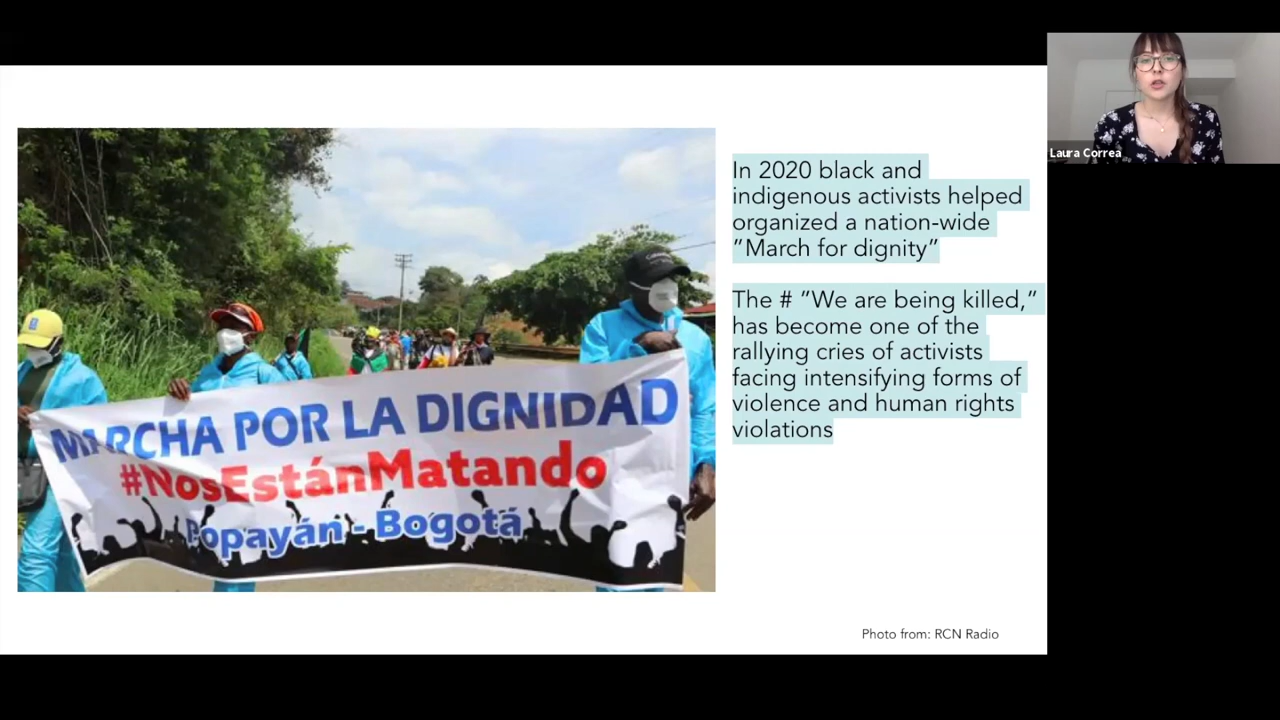 In 2020 black and
indigenous activists helped
organized a nation-wide
”March for dignity”
The # ”We are being killed,”
has become one of the
rallying cries of activists
facing intensifying forms of
violence and human rights
violations
MARCHA POR LA DIGNIDAD
#NosEstánMatando
Popayán - Bogotá
Photo from: RCN Radio
Laura Correa